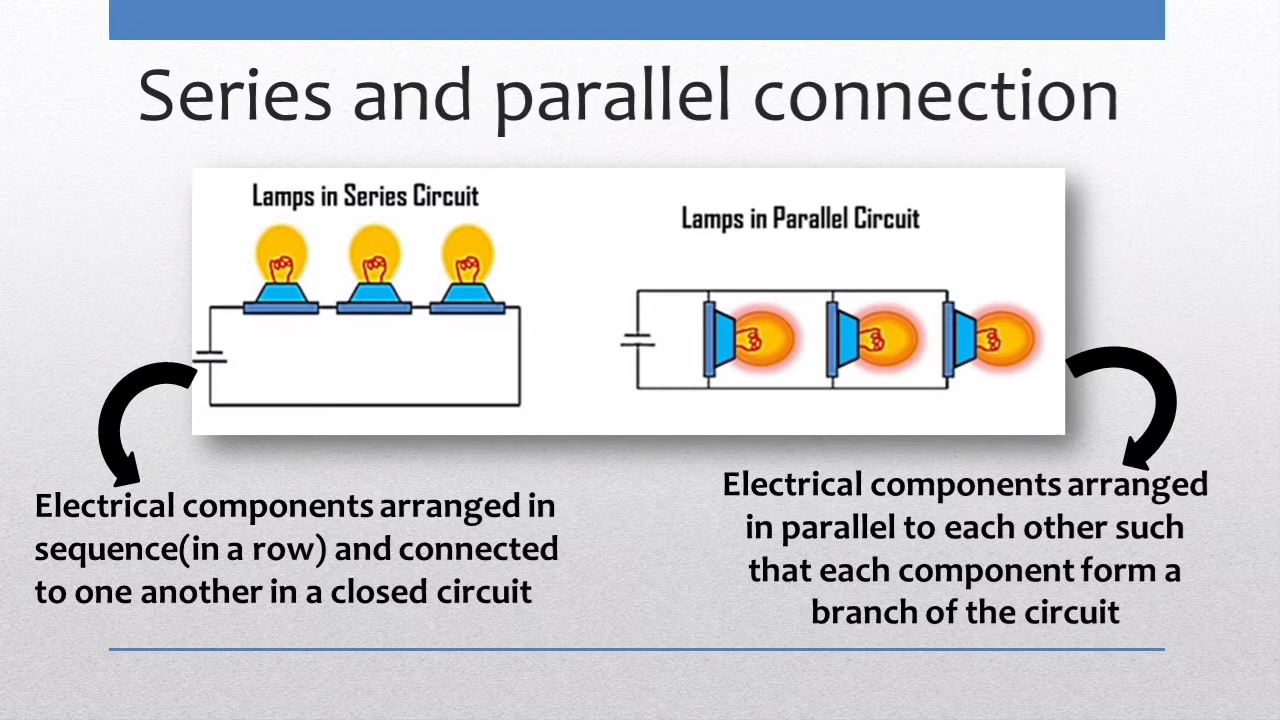 Series and parallel connection
Lamps in Series Circuit
Lamps in Parallel Circuit
Electrical components arranged in
sequence(in a row) and connected
to one another in a closed circuit
Electrical components arranged
in parallel to each other such
that each component form a
branch of the circuit